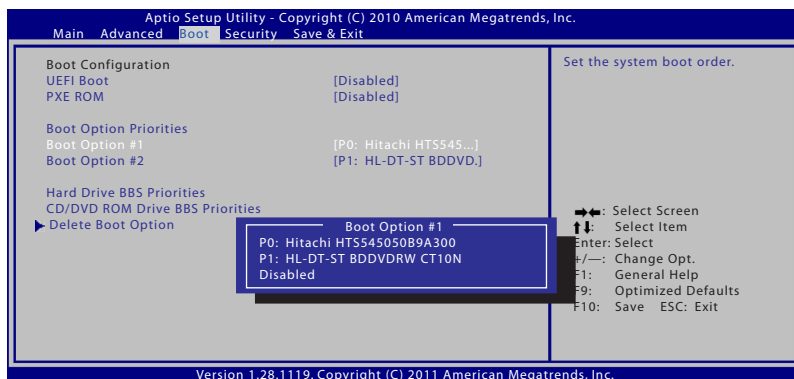 Aptio Setup Utility - Copyright (C) 2010 American Megatrends, Inc.
Main Advanced Boot Security Save & Exit
Boot Configuration
UEFI Boot [Disabled]
PXE ROM [Disabled]
Boot Option Priorities
Boot Option #1 [P0: Hitachi HTS545...]
Boot Option #2 [P1: HL-DT-ST BDDVD.]
Hard Drive BBS Priorities
CD/DVD ROM Drive BBS Priorities
Delete Boot Option
Boot Option #1
P0: Hitachi HTS545050B9A300
P1: HL-DT-ST BDDVDRW CT10N
Disabled
Set the system boot order.
→←: Select Screen
↑↓: Select Item
Enter: Select
+/—: Change Opt.
F1: General Help
F9: Optimized Defaults
F10: Save ESC: Exit
Version 1.28.1119. Copyright (C) 2011 American Megatrends, Inc.